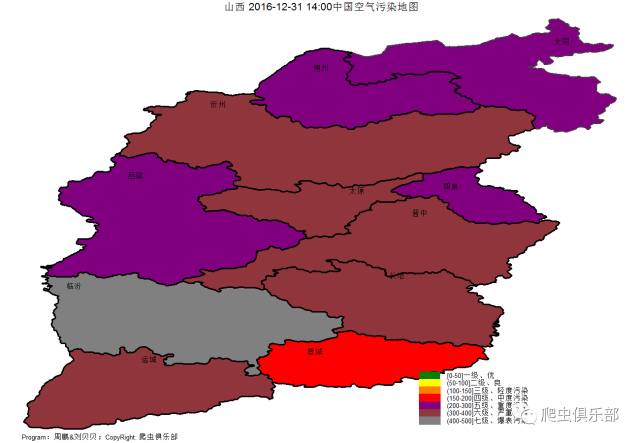 山西 2016-12-31 14:00中国空气污染地图
大同
朔州
忻州
吕梁
阳泉
太原
晋中
长治
临汾
晋城
运城
[0-50]一级、优
(50-100]二级、良
(100-150]三级、轻度污染
(150-200]四级、中度污染
(200-300]五级、重度污
(300-400]六级、严重
(400-500]七级、爆表污
爬虫俱乐部
Program：周鹏&刘贝贝；CopyRight: 爬虫俱乐部